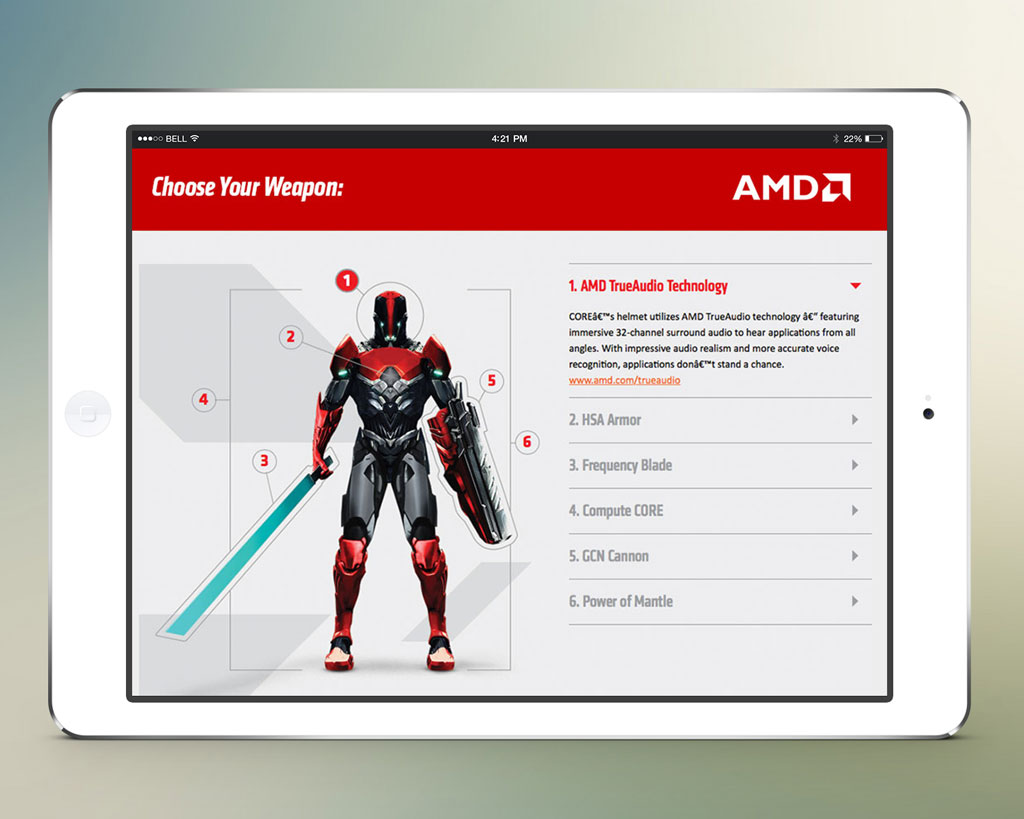 BELL
4:21 PM
22%
Choose Your Weapon:
AMD
1
2
3
4
5
6
1. AMD TrueAudio Technology
COREâ€™s helmet utilizes AMD TrueAudio technology â€“ featuring
immersive 32-channel surround audio to hear applications from all
angles. With impressive audio realism and more accurate voice
recognition, applications donâ€™t stand a chance.
www.amd.com/trueaudio
2. HSA Armor
3. Frequency Blade
4. Compute CORE
5. GCN Cannon
6. Power of Mantle